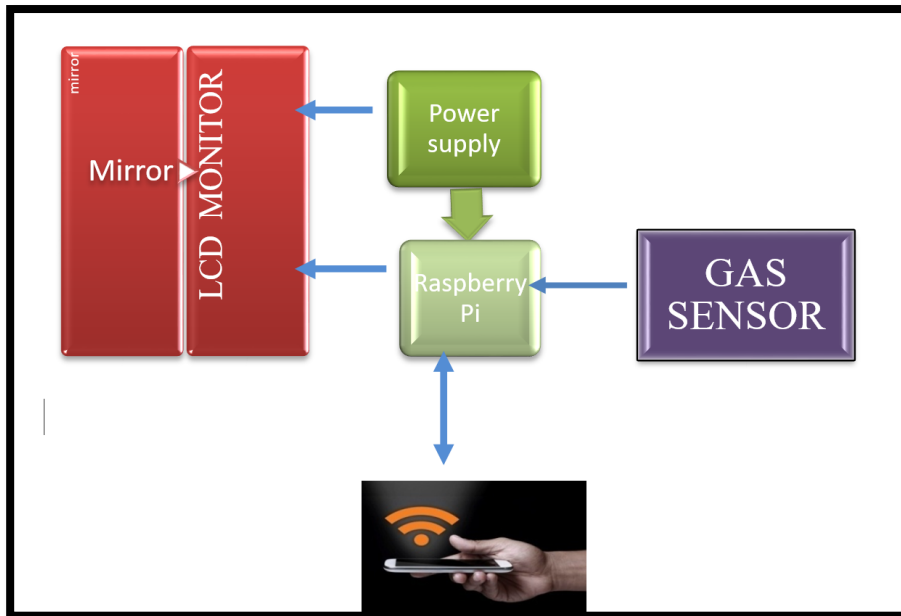 mirror
Mirror
LCD MONITOR
Power
supply
Raspberry
Pi
GAS
SENSOR